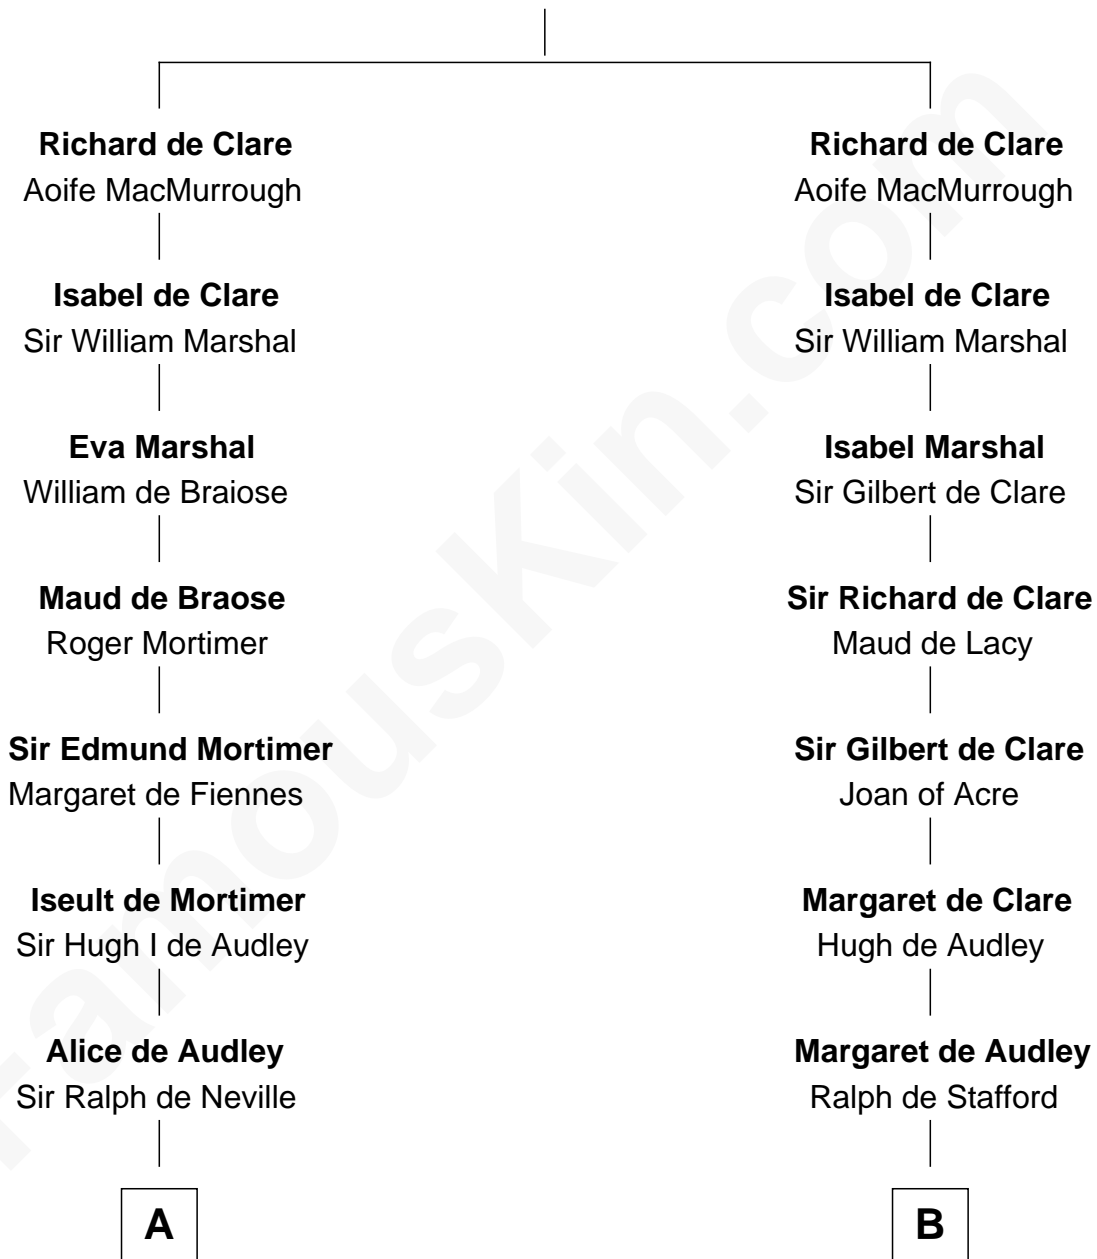 Richard de Clare
Aoife MacMurrough
Isabel de Clare
Sir William Marshal
Eva Marshal
William de Braiose
Maud de Braose
Roger Mortimer
Sir Edmund Mortimer
Margaret de Fiennes
Iseult de Mortimer
Sir Hugh I de Audley
Alice de Audley
Sir Ralph de Neville
A
Richard de Clare
Aoife MacMurrough
Isabel de Clare
Sir William Marshal
Isabel Marshal
Sir Gilbert de Clare
Sir Richard de Clare
Maud de Lacy
Sir Gilbert de Clare
Joan of Acre
Margaret de Clare
Hugh de Audley
Margaret de Audley
Ralph de Stafford
B
FamousKin.com